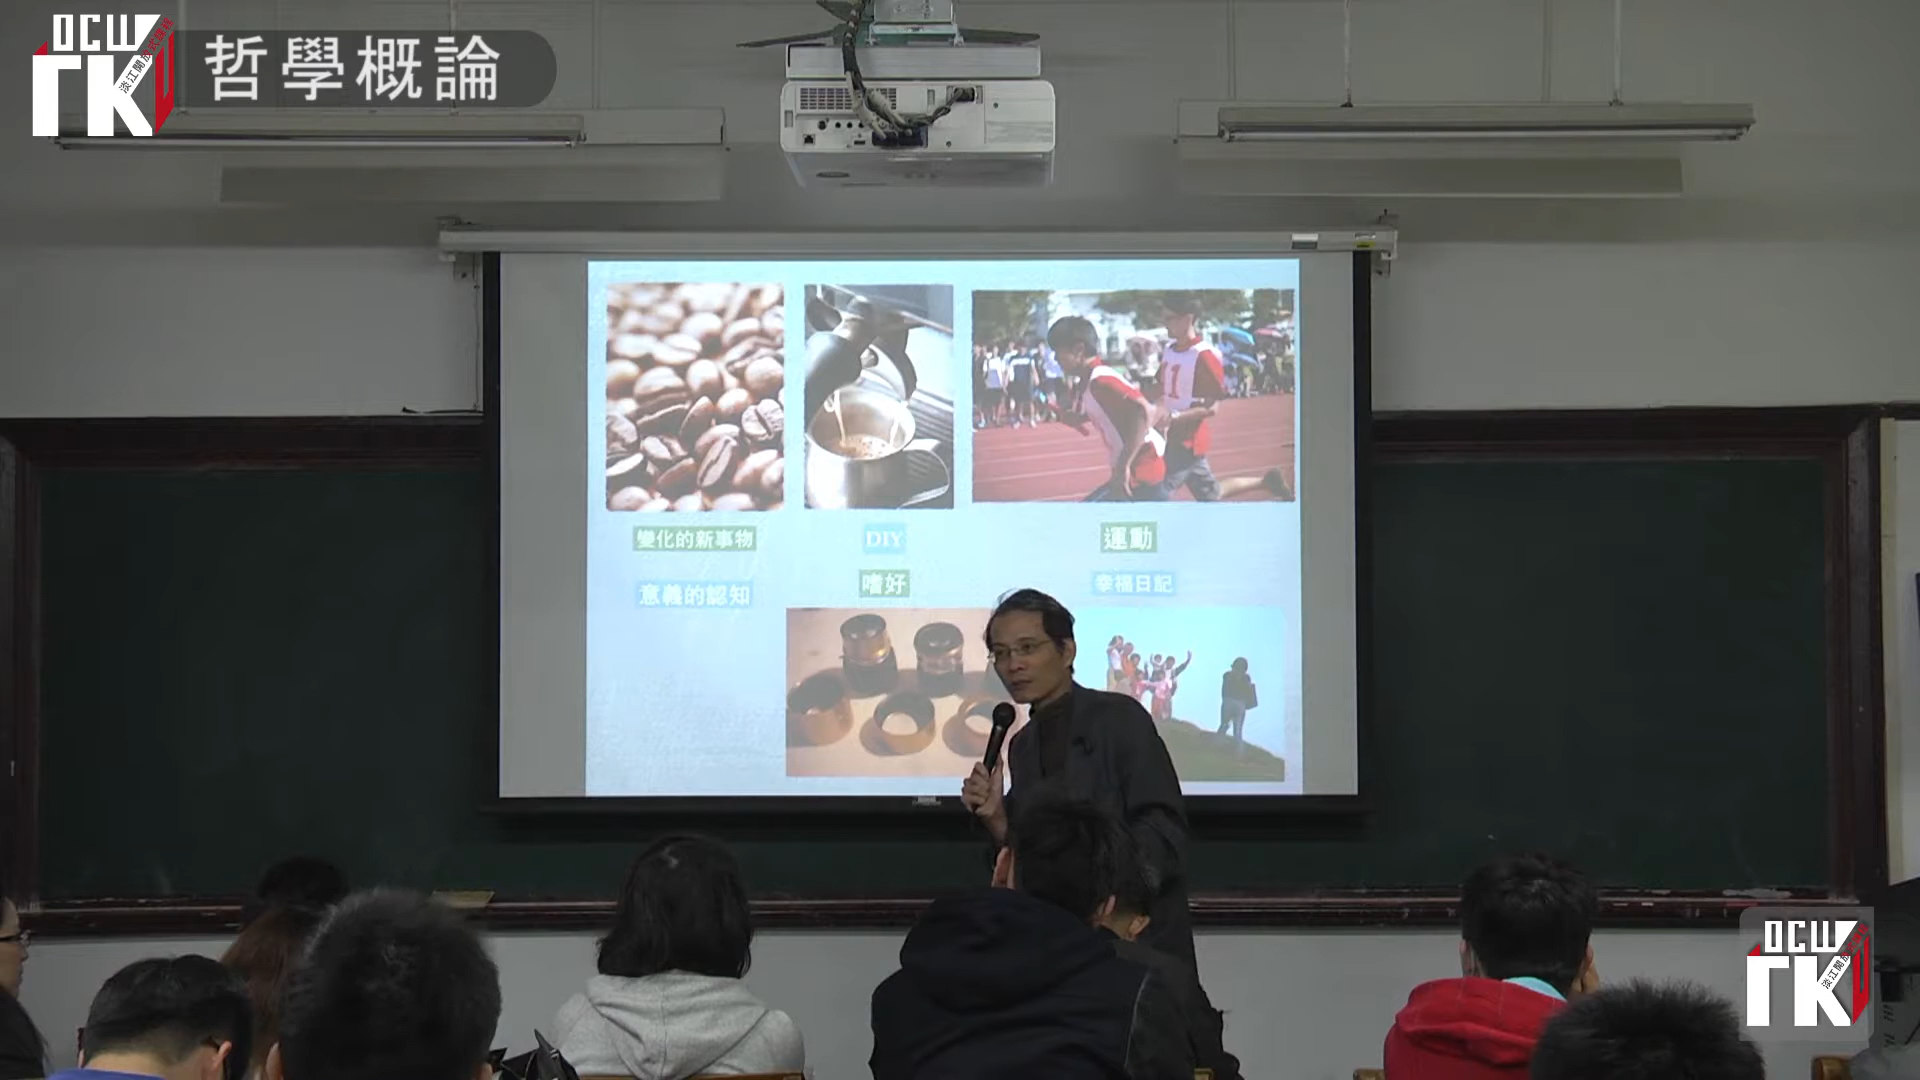 OCW
TKU
淡江開放式課程
哲學概論
11
變化的新事物
DIY
運動
意義的認知
嗜好
幸福日記
OCW
TKU
淡江開放式課程